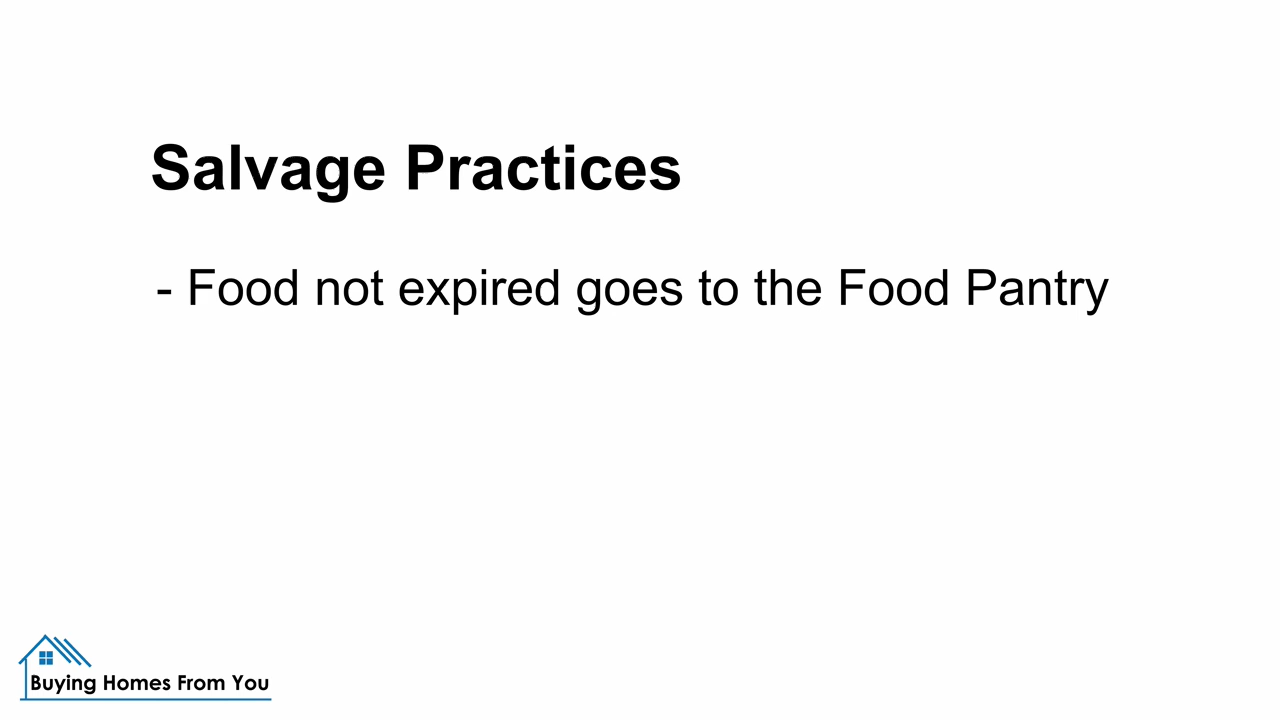 Salvage Practices
- Food not expired goes to the Food Pantry
Buying Homes From You